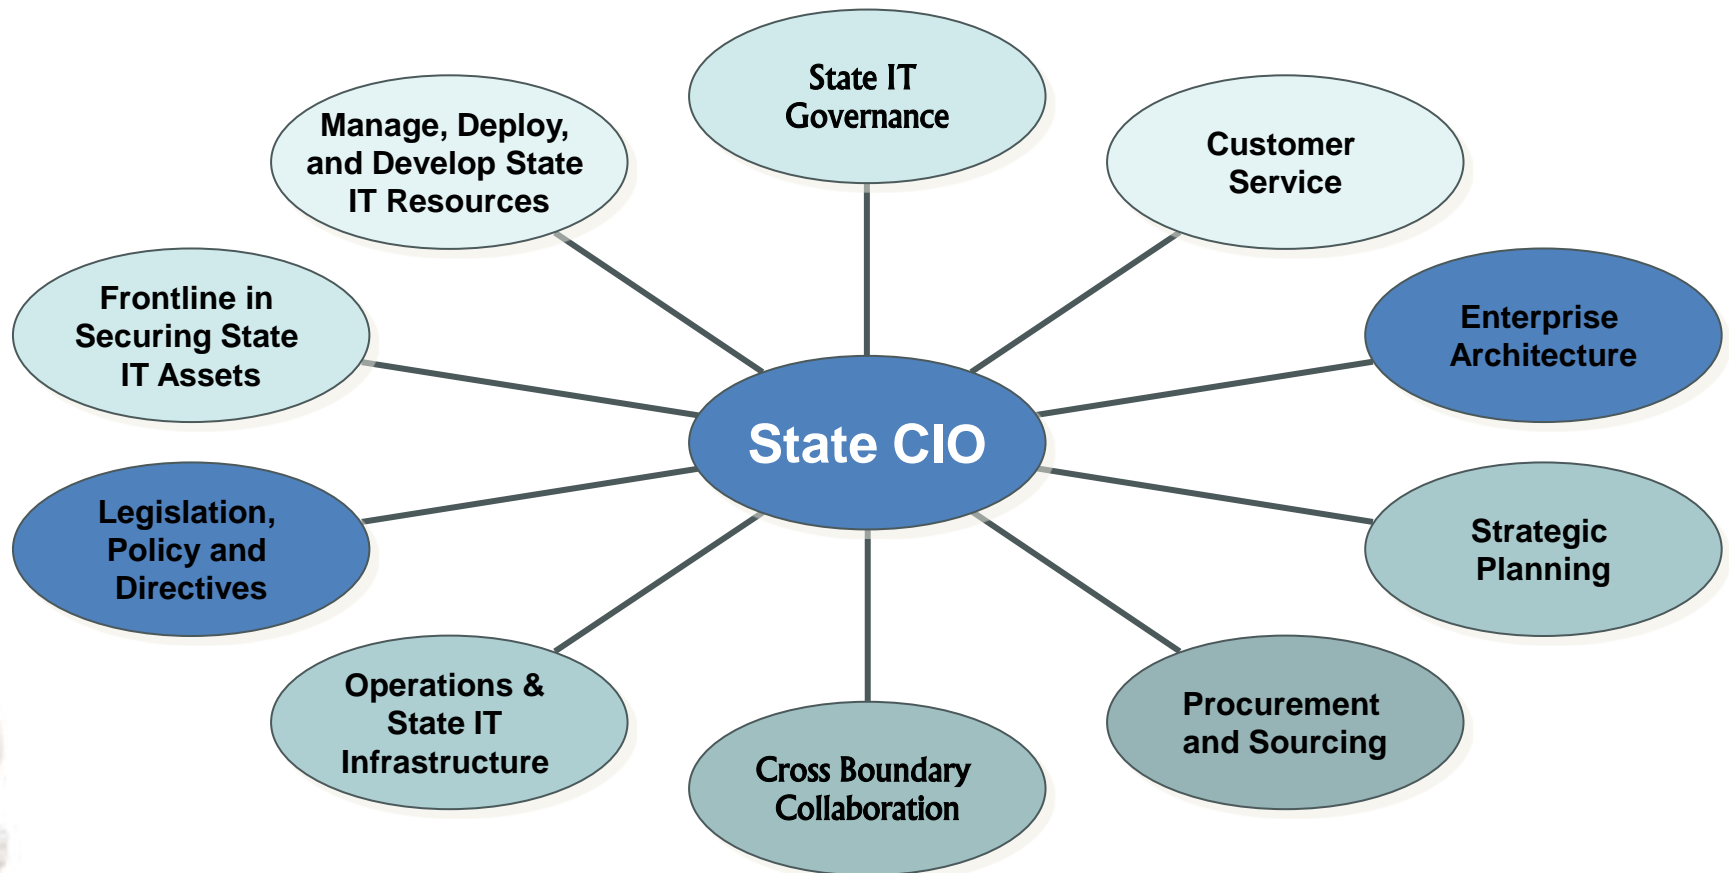 State IT
Governance
Manage, Deploy,
and Develop State
IT Resources
Customer
Service
Frontline in
Securing State
IT Assets
Enterprise
Architecture
State CIO
Legislation,
Policy and
Directives
Strategic
Planning
Operations &
State IT
Infrastructure
Procurement
and Sourcing
Cross Boundary
Collaboration